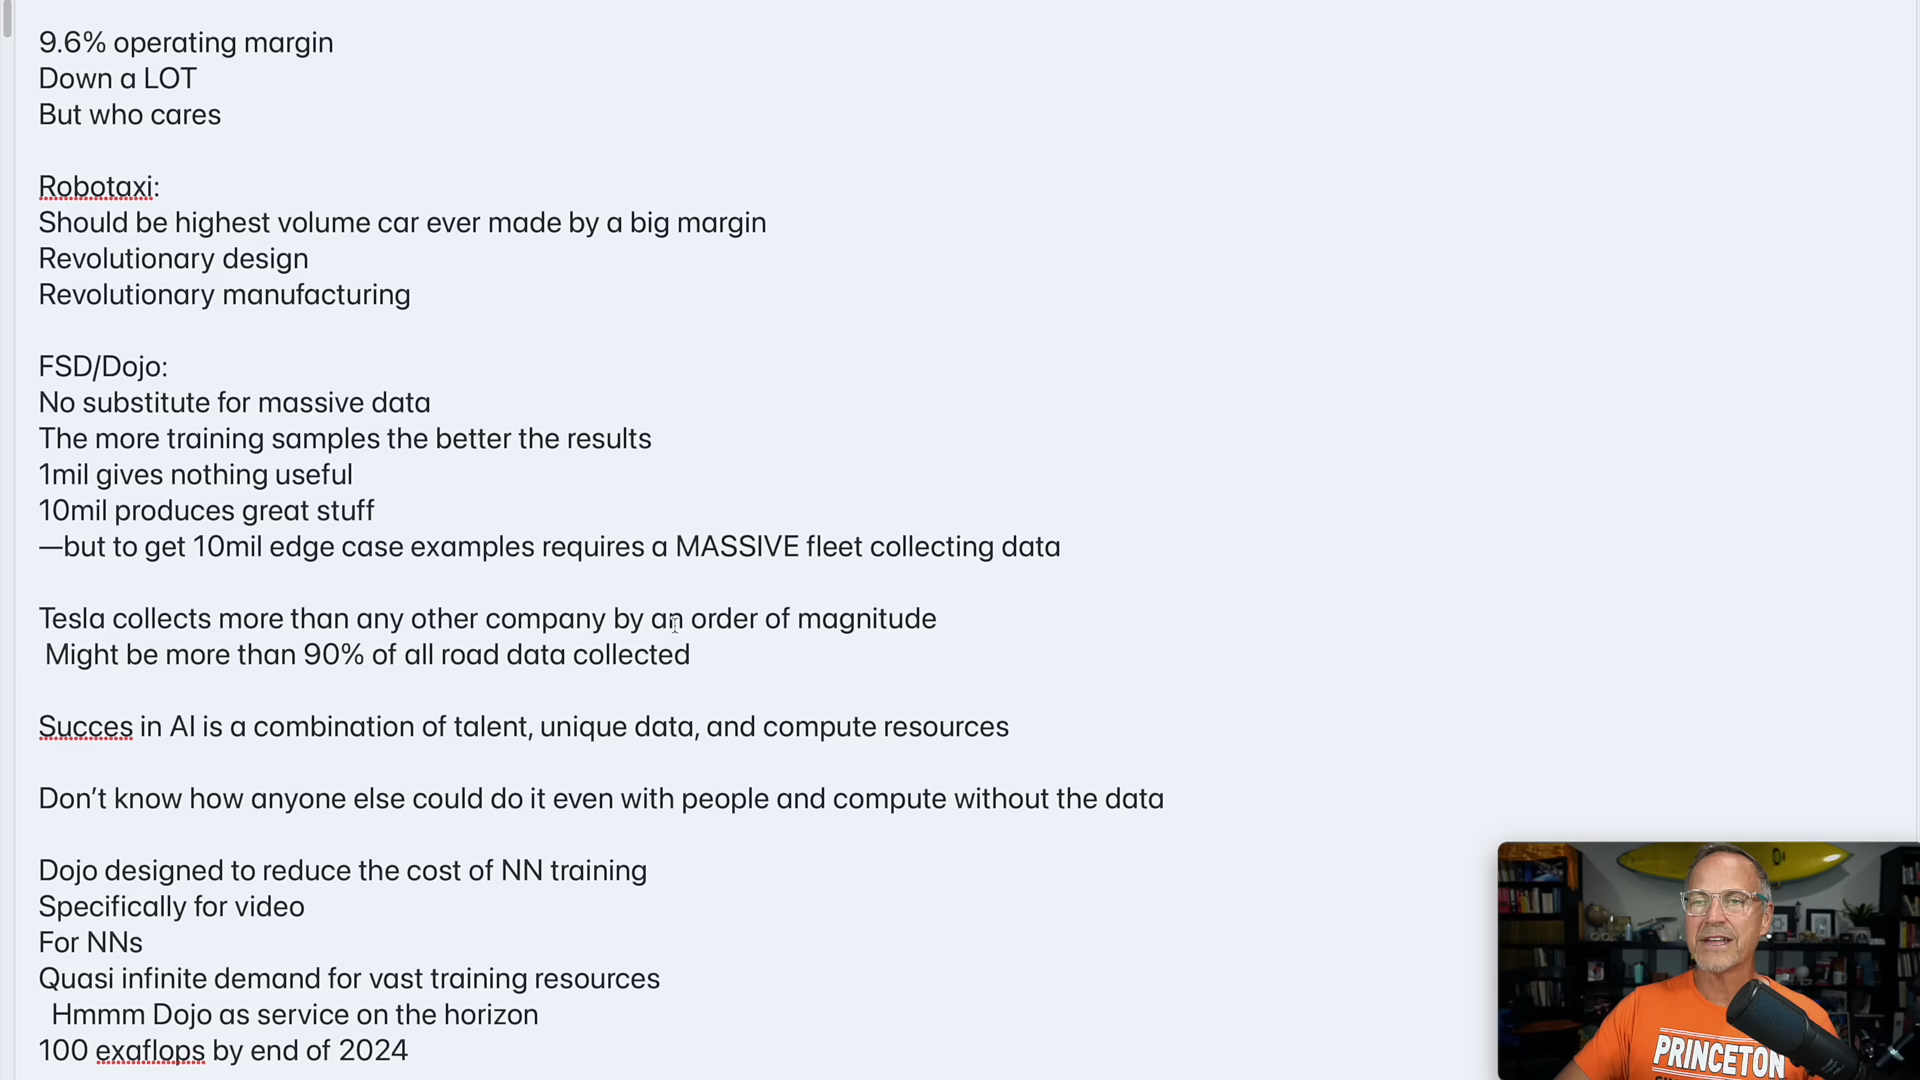 9.6% operating margin
Down a LOT
But who cares
Robotaxi:
Should be highest volume car ever made by a big margin
Revolutionary design
Revolutionary manufacturing
FSD/Dojo:
No substitute for massive data
The more training samples the better the results
1mil gives nothing useful
10mil produces great stuff
—but to get 10mil edge case examples requires a MASSIVE fleet collecting data
Tesla collects more than any other company by an order of magnitude
Might be more than 90% of all road data collected
Succes in AI is a combination of talent, unique data, and compute resources
Don’t know how anyone else could do it even with people and compute without the data
Dojo designed to reduce the cost of NN training
Specifically for video
For NNs
Quasi infinite demand for vast training resources
Hmmm Dojo as service on the horizon
100 exaflops by end of 2024
PRINCETON